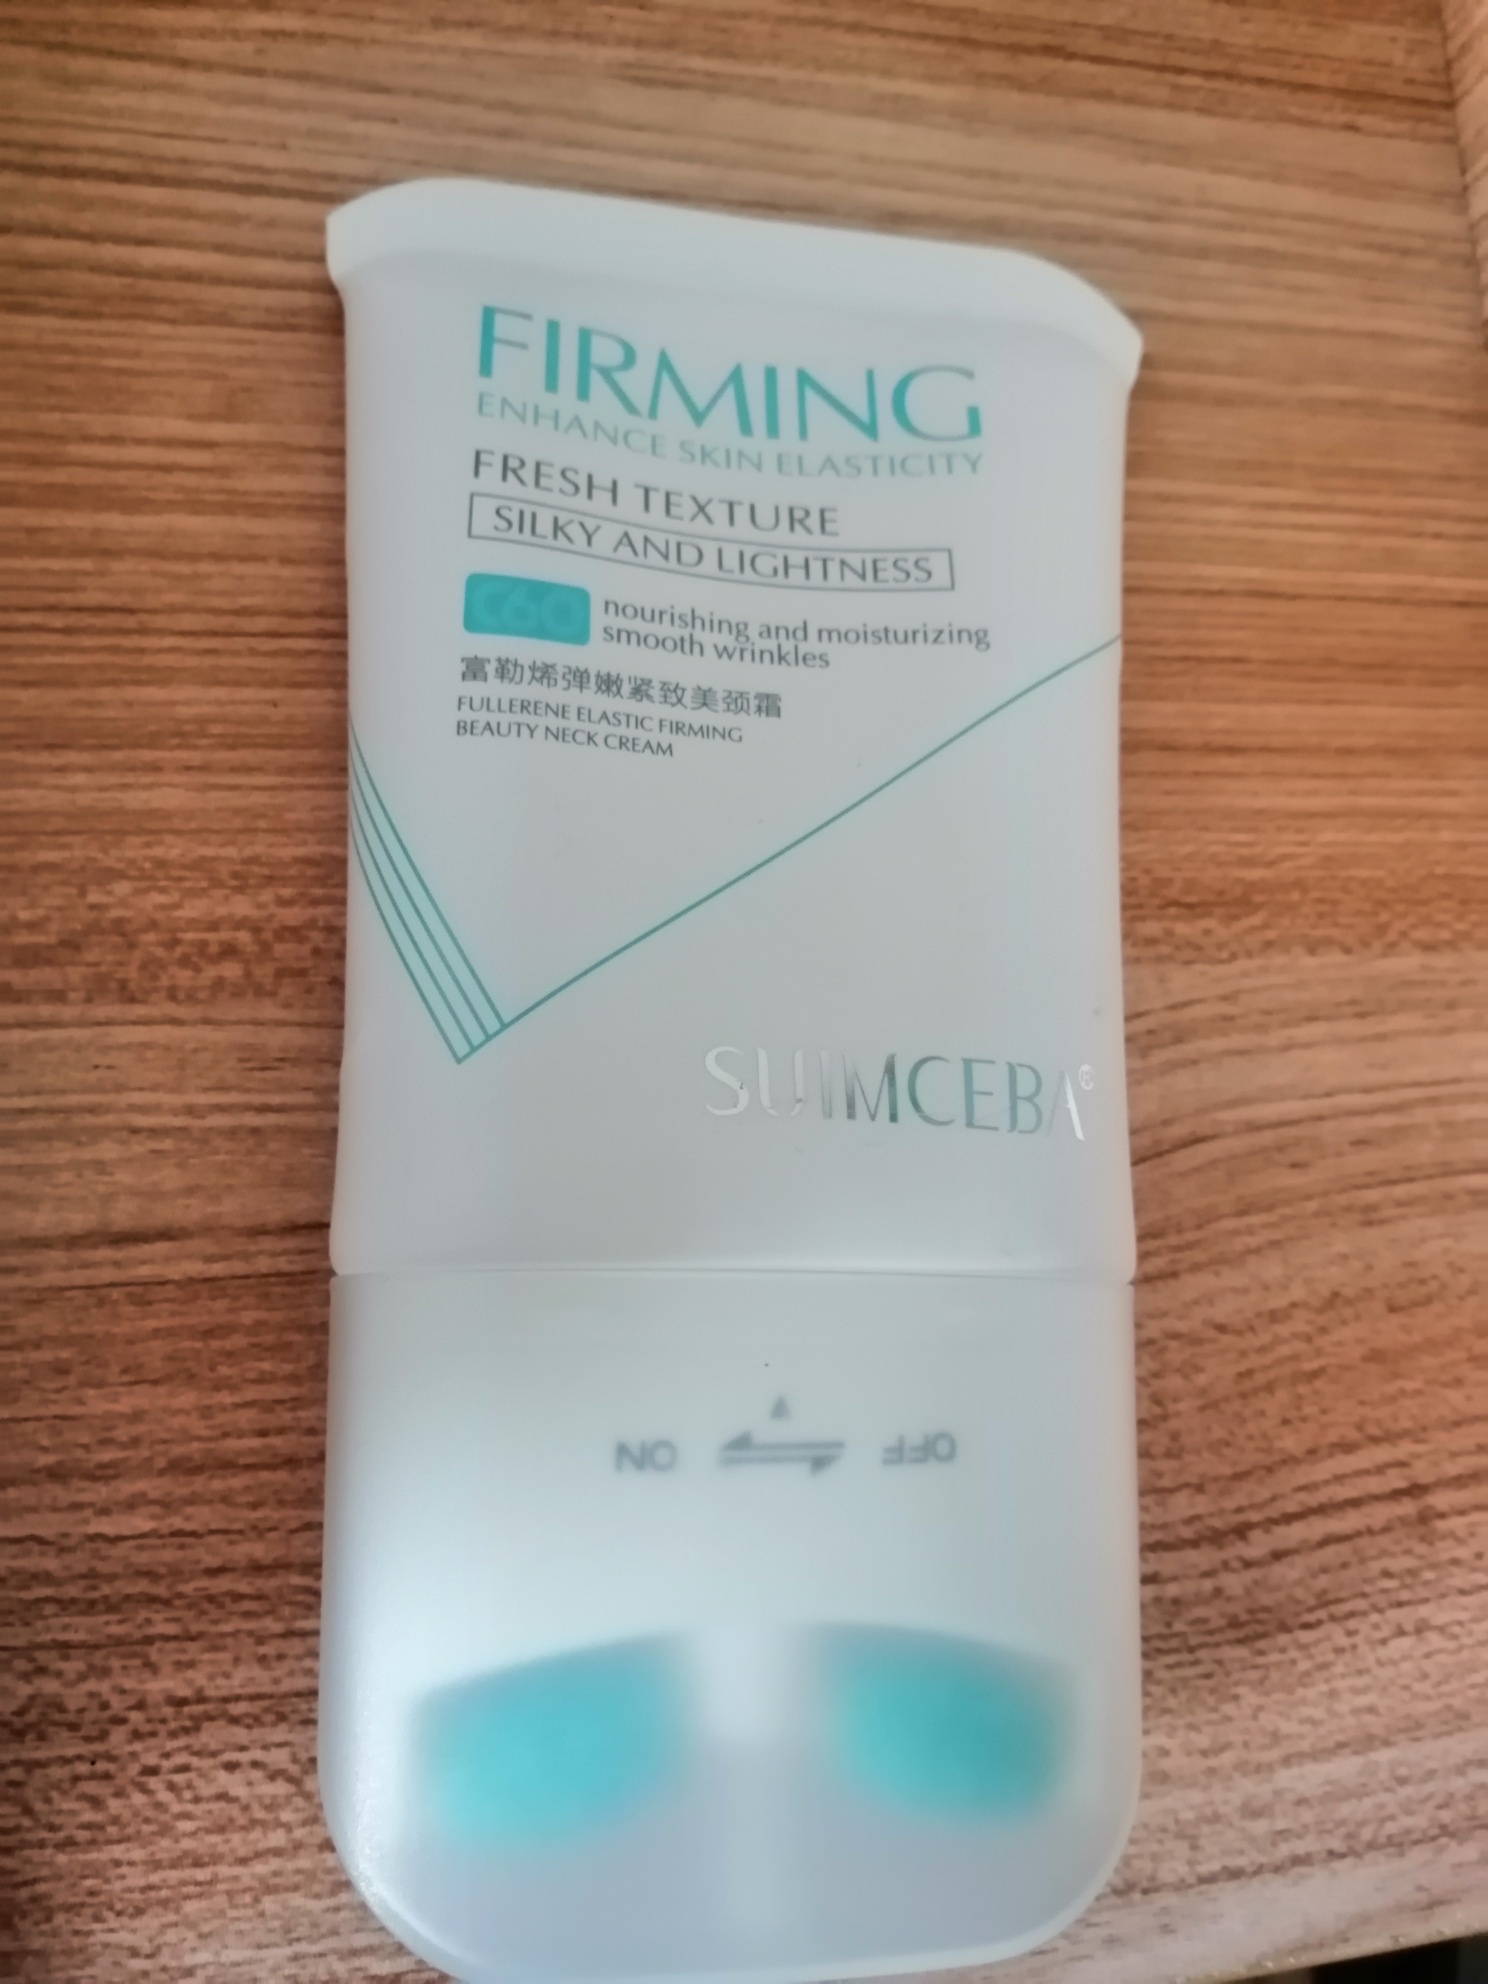 FIRMING
ENHANCE SKIN ELASTICITY
FRESH TEXTURE
SILKY AND LIGHTNESS
C60 nourishing and moisturizing
smooth wrinkles
富勒烯弹嫩紧致美颈霜
FULLERENE ELASTIC FIRMING
BEAUTY NECK CREAM
SUIMCEBA®
ON OFF